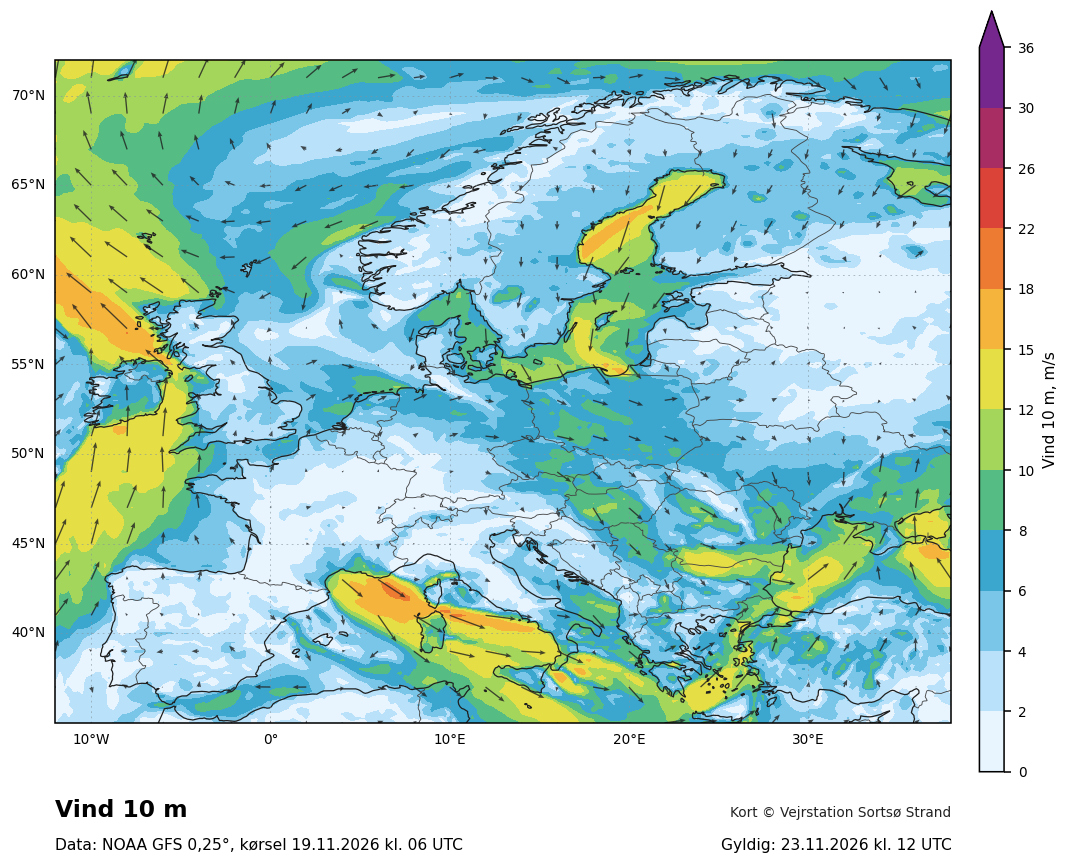 36
30
26
22
18
15
12
10
8
6
4
2
0
Vind 10 m, m/s
70°N
65°N
60°N
55°N
50°N
45°N
40°N
10°W
0°
10°E
20°E
30°E
Vind 10 m
Kort © Vejrstation Sortsø Strand
Data: NOAA GFS 0,25°, kørsel 19.11.2026 kl. 06 UTC
Gyldig: 23.11.2026 kl. 12 UTC